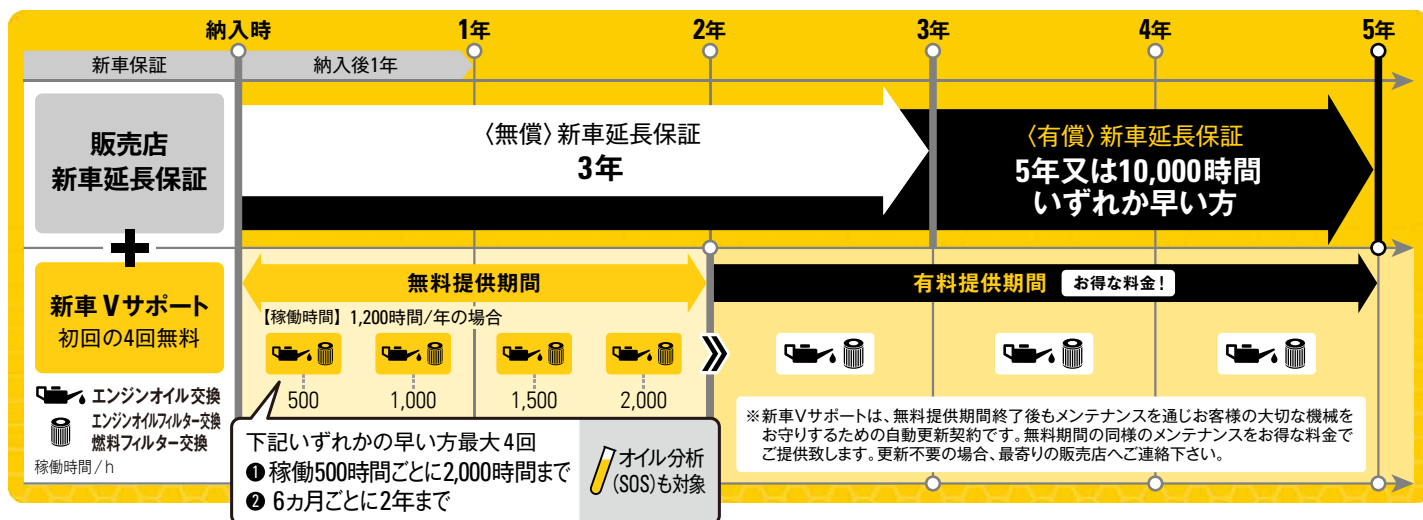 納入時
1年
2年
3年
4年
5年
新車保証
納入後1年
販売店
新車延長保証
〈無償〉新車延長保証
3年
〈有償〉新車延長保証
5年又は10,000時間
いずれか早い方
新車Vサポート
初回の4回無料
無料提供期間
有料提供期間
お得な料金!
【稼働時間】1,200時間/年の場合
500
1,000
1,500
2,000
エンジンオイル交換
エンジンオイルフィルター交換
燃料フィルター交換
稼働時間/h
下記いずれかの早い方最大4回
❶ 稼働500時間ごとに2,000時間まで
❷ 6ヵ月ごとに2年まで
オイル分析
(SOS)も対象
※新車Vサポートは、無料提供期間終了後もメンテナンスを通じお客様の大切な機械を
お守りするための自動更新契約です。無料期間の同様のメンテナンスをお得な料金で
ご提供致します。更新不要の場合、最寄りの販売店へご連絡下さい。